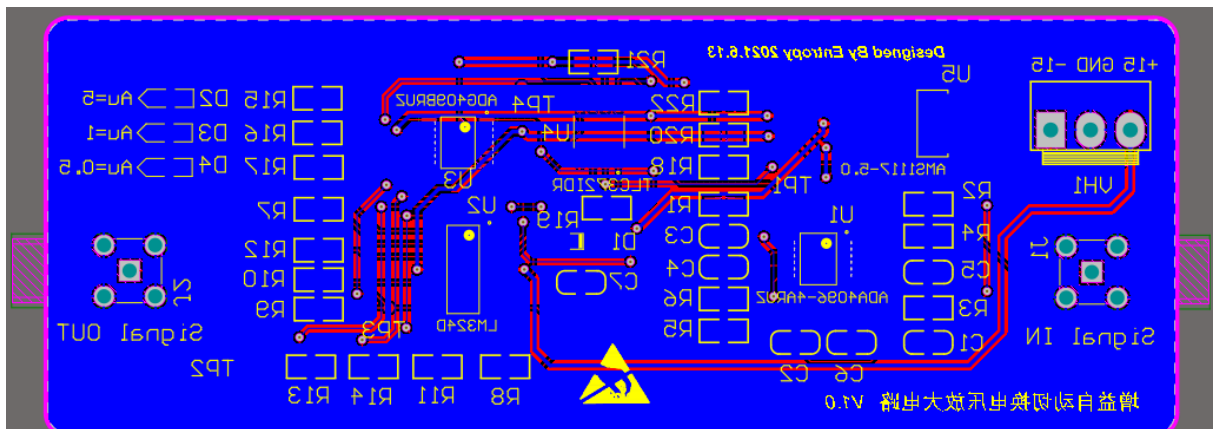 Designed By Entropy 2021.6.13
R21
U5
+15 GND -15
Au=5
D2
R15
ADG409BRUZ
TP4
R22
Au=1
D3
R16
U4
R20
Au=0.5
D4
R17
U3
TLC372IDR
R18
TP1
AMS1117-5.0
VH1
R7
U2
R19
R1
U1
R2
R12
D1
C3
R4
J1
R10
C7
C4
C5
J2
R9
R6
ADA4096-4ARUZ
R3
Signal OUT
TP3
LM324D
R5
C1
Signal IN
TP2
C2
C6
R13
R14
R11
R8
增益自动切换电压放大电路 V1.0